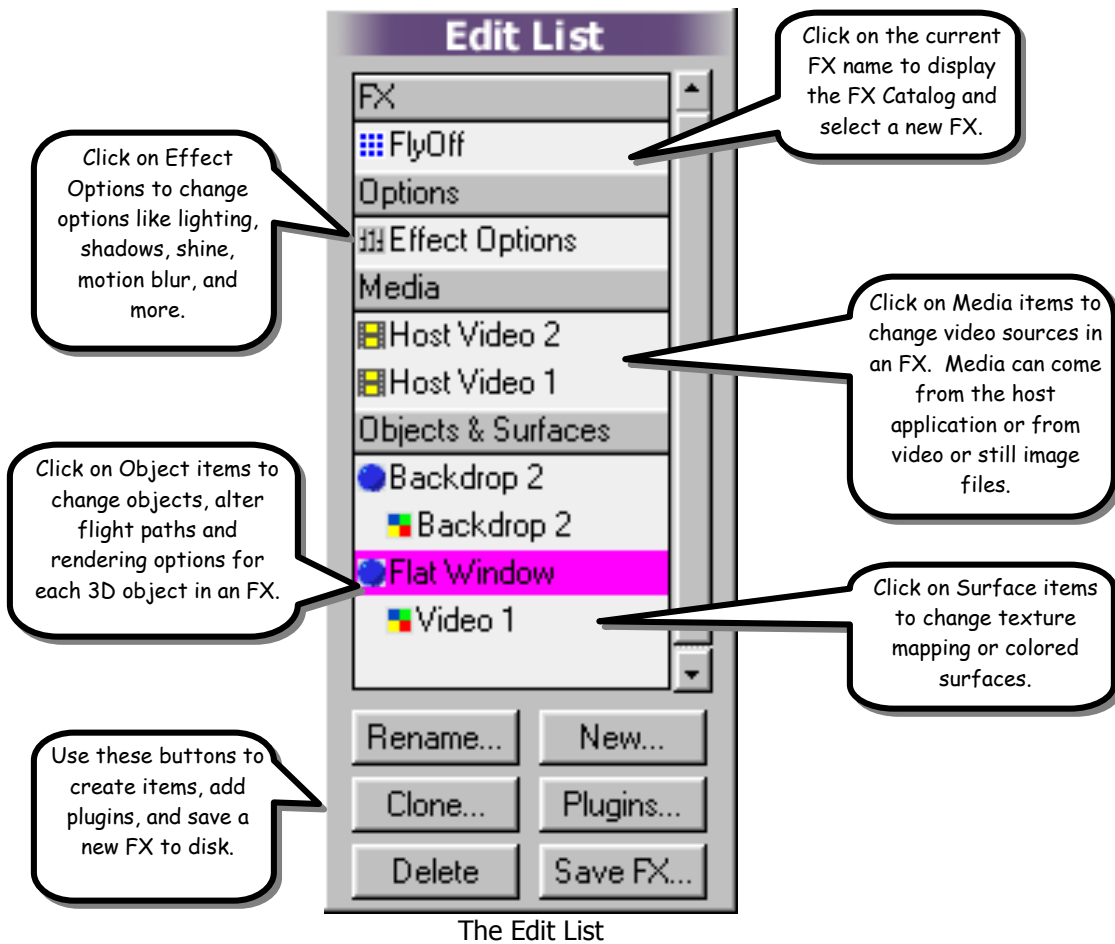 Edit List
FX
FlyOff
Options
Effect Options
Media
Host Video 2
Host Video 1
Objects & Surfaces
Backdrop 2
Backdrop 2
Flat Window
Video 1
Rename...
New...
Clone...
Plugins...
Delete
Save FX...
Click on the current
FX name to display
the FX Catalog and
select a new FX.
Click on Effect
Options to change
options like lighting,
shadows, shine,
motion blur, and
more.
Click on Media items to
change video sources in
an FX. Media can come
from the host
application or from
video or still image
files.
Click on Object items to
change objects, alter
flight paths and
rendering options for
each 3D object in an FX.
Click on Surface items
to change texture
mapping or colored
surfaces.
Use these buttons to
create items, add
plugins, and save a
new FX to disk.
The Edit List